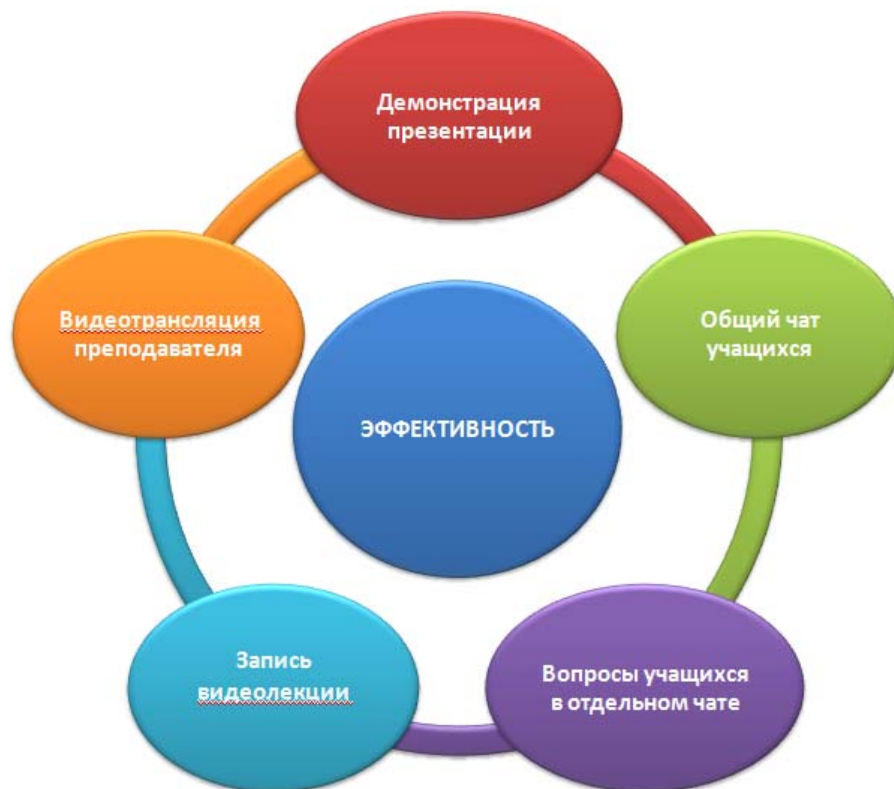 Демонстрация
презентации
Видеотрансляция
преподавателя
Общий чат
учащихся
ЭФФЕКТИВНОСТЬ
Запись
видеолекции
Вопросы учащихся
в отдельном чате